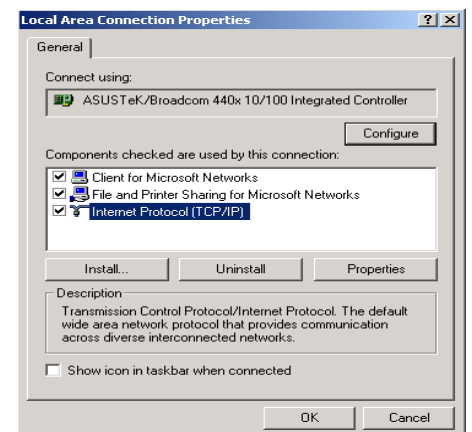 Local Area Connection Properties
General
Connect using:
ASUSTeK/Broadcom 440x 10/100 Integrated Controller
Configure
Components checked are used by this connection:
Client for Microsoft Networks
File and Printer Sharing for Microsoft Networks
Internet Protocol (TCP/IP)
Install... Uninstall Properties
Description
Transmission Control Protocol/Internet Protocol. The default
wide area network protocol that provides communication
across diverse interconnected networks.
Show icon in taskbar when connected
OK Cancel